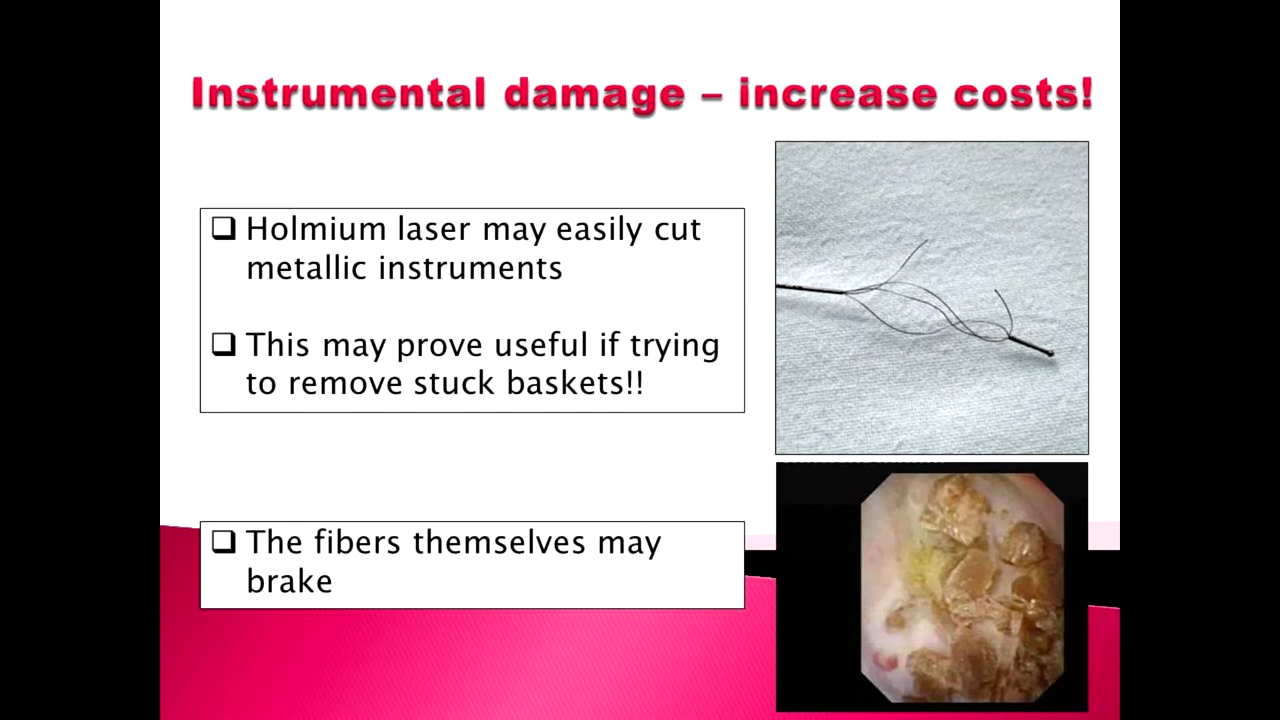 Instrumental damage – increase costs!
❑ Holmium laser may easily cut
metallic instruments
❑ This may prove useful if trying
to remove stuck baskets!!
❑ The fibers themselves may
brake